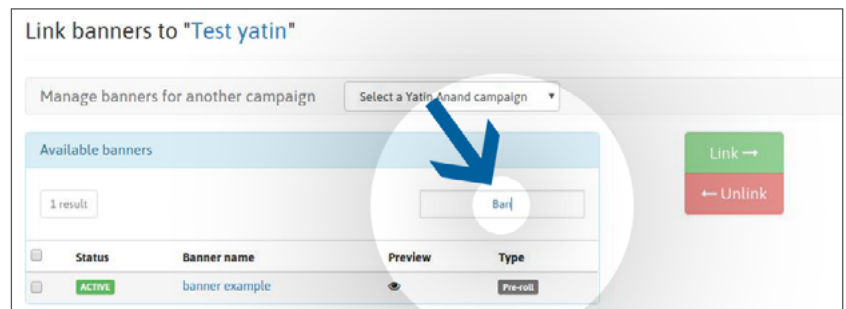 Link banners to "Test yatin"
Manage banners for another campaign Select a Yatin Anand campaign
Available banners
Link →
← Unlink
1 result Ban
Status Banner name Preview Type
ACTIVE banner example Pre-roll